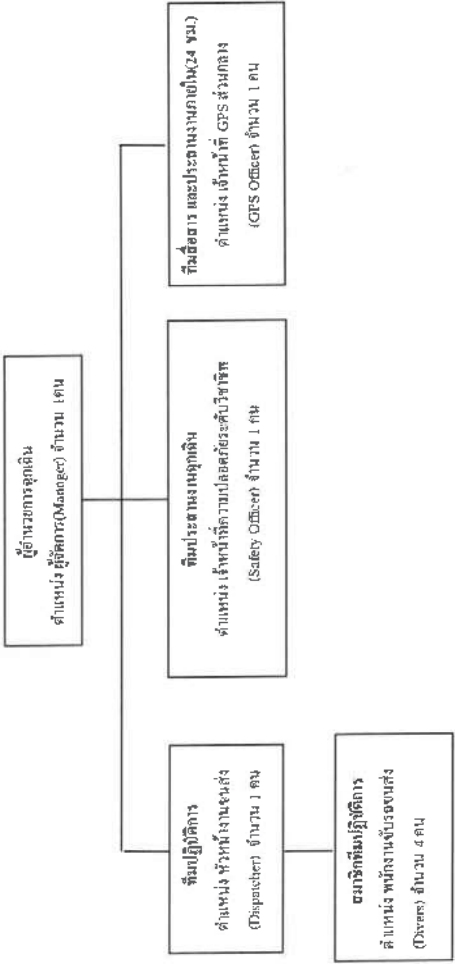 ผู้อำนวยการฉุกเฉิน
ตำแหน่ง ผู้จัดการ(Manager) จำนวน 1คน
ทีมปฏิบัติการ
ตำแหน่ง หัวหน้างานขนส่ง
(Dispatcher) จำนวน 1 คน
สมาชิกทีมปฏิบัติการ
ตำแหน่ง พนักงานขับรถขนส่ง
(Divers) จำนวน 4 คน
ทีมประสานงานฉุกเฉิน
ตำแหน่ง เจ้าหน้าที่ความปลอดภัยระดับวิชาชีพ
(Safety Officer) จำนวน 1 คน
ทีมสื่อสาร และประสานงานภายใน(24 ชม.)
ตำแหน่ง เจ้าหน้าที่ GPS ส่วนกลาง
(GPS Officer) จำนวน 1 คน